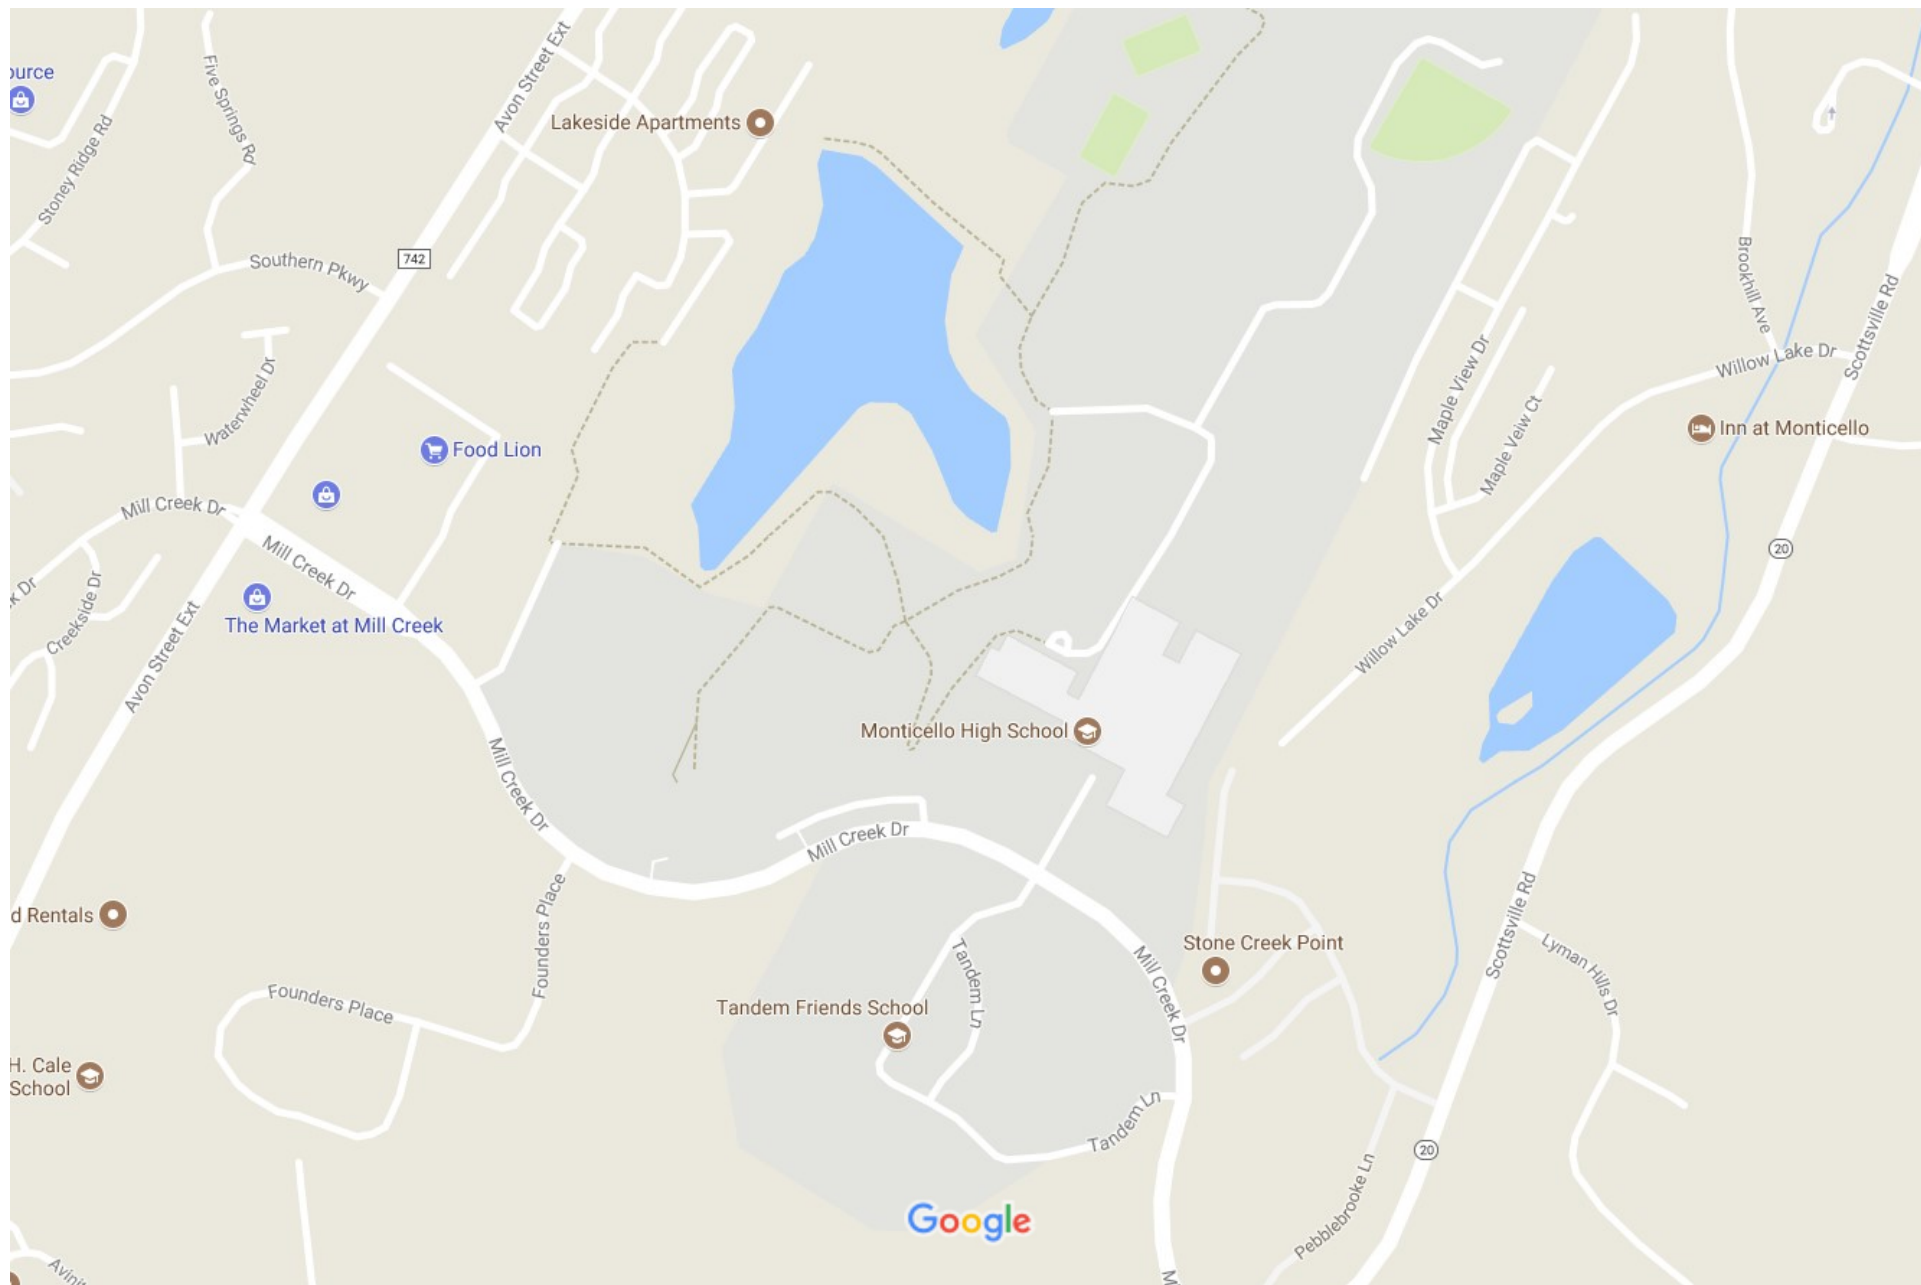 ource
Five Springs Rd
Avon Street Ext
Lakeside Apartments
Stoney Ridge Rd
742
Southern Pkwy
Brookhill Ave
Scottsville Rd
Willow Lake Dr
Maple View Dr
Waterwheel Dr
Maple Veiw Ct
Inn at Monticello
Food Lion
Mill Creek Dr
20
Mill Creek Dr
k Dr
Creekside Dr
The Market at Mill Creek
Avon Street Ext
Willow Lake Dr
Monticello High School
Mill Creek Dr
Mill Creek Dr
d Rentals
Founders Place
Scottsville Rd
Stone Creek Point
Lyman Hills Dr
Tandem Ln
Mill Creek Dr
Founders Place
Tandem Friends School
H. Cale
School
Tandem Ln
20
Pebblebrooke Ln
Google
Avini
M